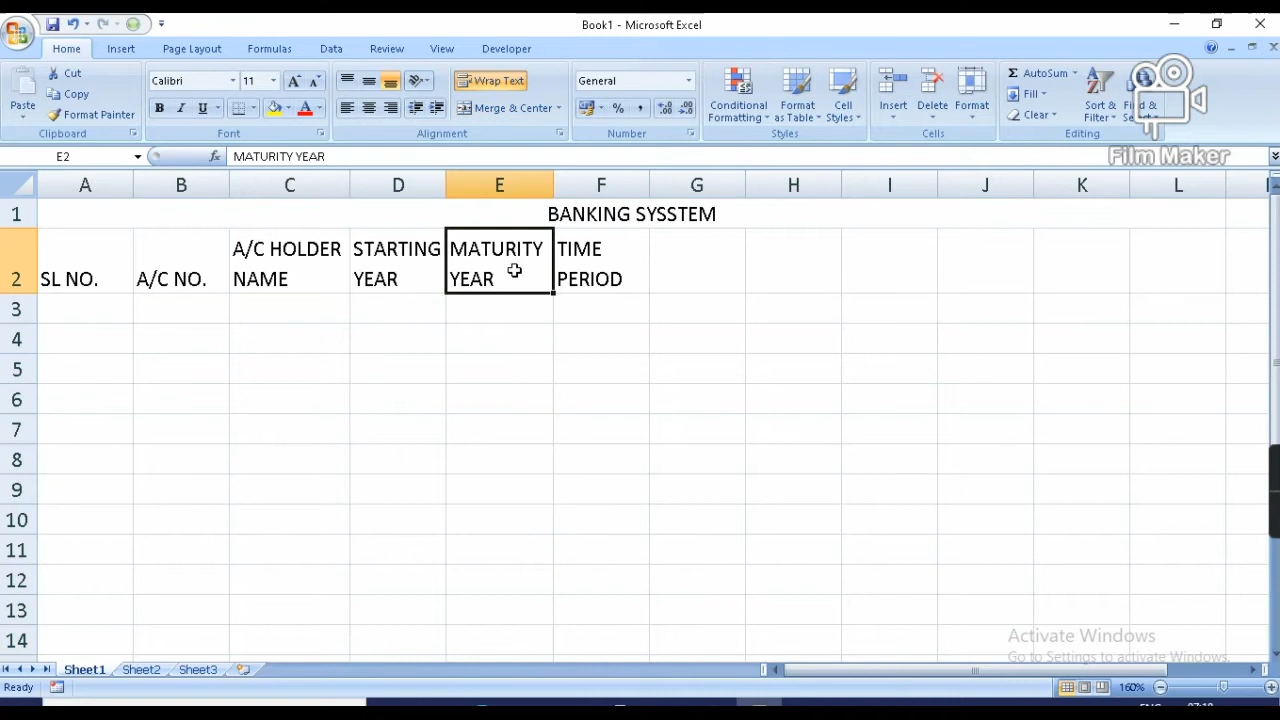 Book1 - Microsoft Excel
Home Insert Page Layout Formulas Data Review View Developer
Paste Cut Calibri 11 Wrap Text General Conditional Formatting Format as Table Cell Styles Insert Delete Format AutoSum Sort & Filter
Copy Fill
Format Painter B I U Merge & Center % , Clear
Clipboard Font Alignment Number Styles Cells Editing
Film Maker
E2 fx MATURITY YEAR
A B C D E F G H I J K L
1 BANKING SYSSTEM
A/C HOLDER STARTING MATURITY TIME
2 SL NO. A/C NO. NAME YEAR YEAR PERIOD
3
4
5
6
7
8
9
10
11
12
13
14
Activate Windows
Go to Settings to activate Windows.
Sheet1 Sheet2 Sheet3
Ready 160%